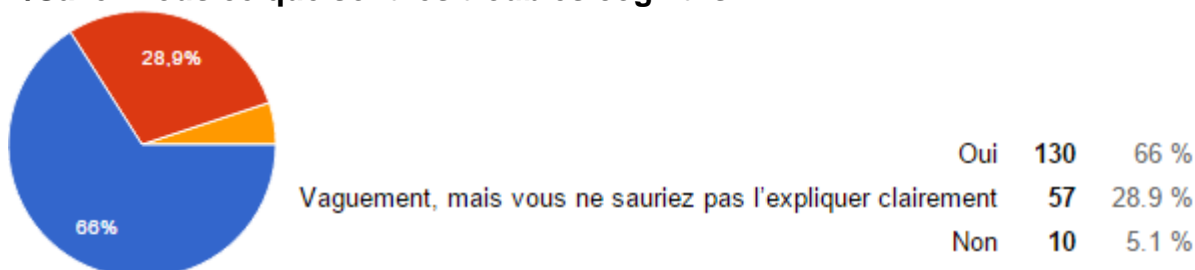 28,9%
66%
Oui 130 66 %
Vaguement, mais vous ne sauriez pas l'expliquer clairement 57 28.9 %
Non 10 5.1 %